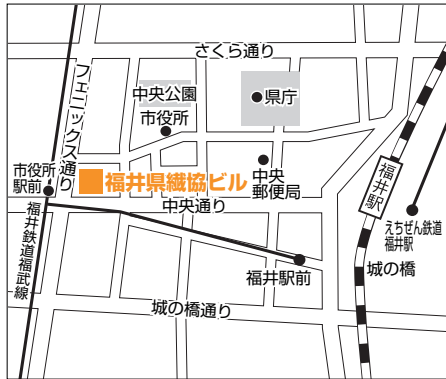 さくら通り
フェニックス通り
中央公園
市役所
県庁
福井県繊協ビル
中央
郵便局
市役所
駅前
中央通り
福井駅
えちぜん鉄道
福井駅
福井鉄道福武線
福井駅前
城の橋
城の橋通り